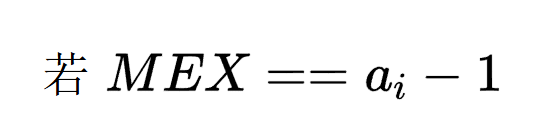 若 $MEX == a_i - 1$